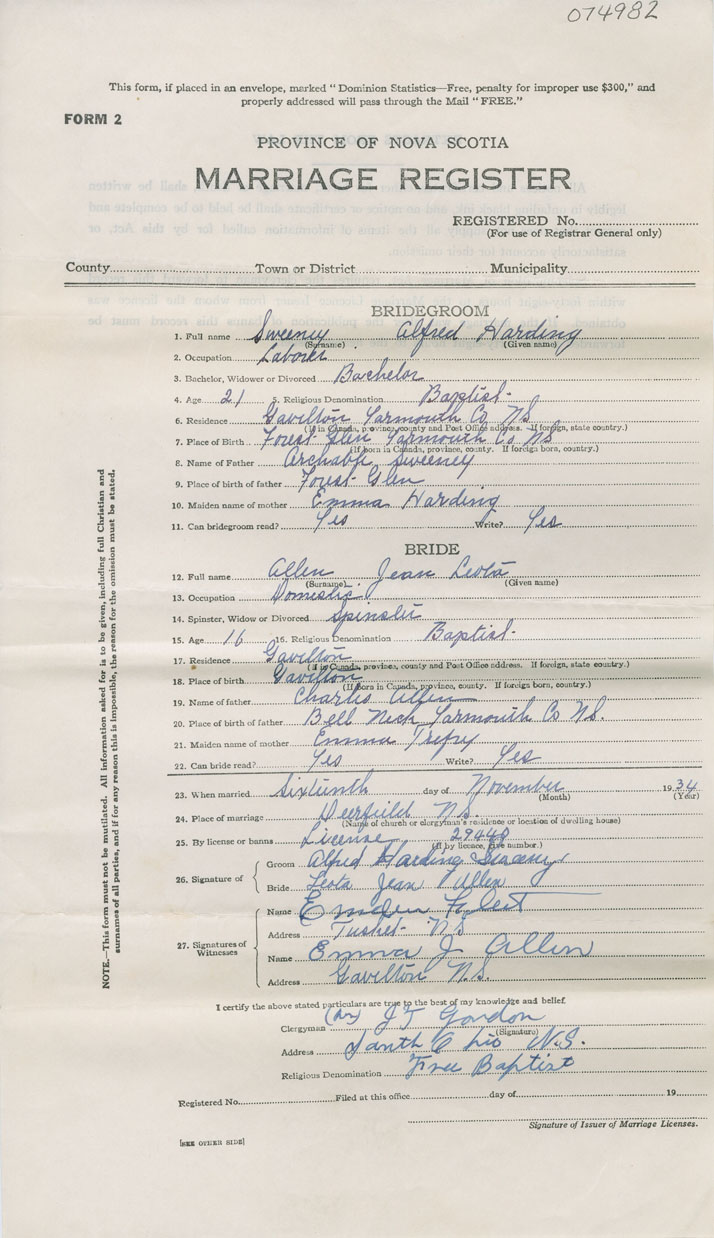 074982
This form, if placed in an envelope, marked "Dominion Statistics—Free, penalty for improper use $300," and
properly addressed will pass through the Mail "FREE."
FORM 2
PROVINCE OF NOVA SCOTIA
MARRIAGE REGISTER
REGISTERED No.
(For use of Registrar General only)
County Town or District Municipality
BRIDEGROOM
1. Full name Sweeney Alfred Harding
(Surname) (Given name)
2. Occupation Laborer
3. Bachelor, Widower or Divorced Bachelor
4. Age 21 5. Religious Denomination Baptist
6. Residence Gavilton Yarmouth Co NS
(If in Canada, province, county and Post Office address. If foreign, state country.)
7. Place of Birth Forest Glen Yarmouth Co NS
(If born in Canada, province, county. If foreign born, country.)
8. Name of Father Sweeney
9. Place of birth of father Forest Glen
10. Maiden name of mother Emma Harding
11. Can bridegroom read? Yes Write? Yes
BRIDE
12. Full name Allen Jean Leota
(Surname) (Given name)
13. Occupation Domestic
14. Spinster, Widow or Divorced Spinster
15. Age 16 16. Religious Denomination Baptist
17. Residence Gavilton
(If in Canada, province, county and Post Office address. If foreign, state country.)
18. Place of birth Gavilton
(If born in Canada, province, county. If foreign born, country.)
19. Name of father Charles Allen
20. Place of birth of father Bell Neck Yarmouth Co NS.
21. Maiden name of mother Emma Trefry
22. Can bride read? Yes Write? Yes
23. When married Sixteenth day of November 1934
(Month) (Year)
24. Place of marriage Deerfield N.S.
(Name of church or clergyman's residence or location of dwelling house)
25. By license or banns License 29440
(If by licence, give number.)
26. Signature of Groom Alfred Harding
Bride Leota Jean Allen
27. Signatures of Witnesses Name
Address Tusket N.S
Name Emma J Allen
Address Gavilton N.S.
I certify the above stated particulars are true to the best of my knowledge and belief.
Clergyman J T Gordon
(Signature)
Address N.S.
Religious Denomination Free Baptist
Registered No. Filed at this office day of 19
Signature of Issuer of Marriage Licenses.
[SEE OTHER SIDE]
NOTE.—This form must not be mutilated. All information asked for is to be given, including full Christian and
surnames of all parties, and if for any reason this is impossible, the reason for the omission must be stated.